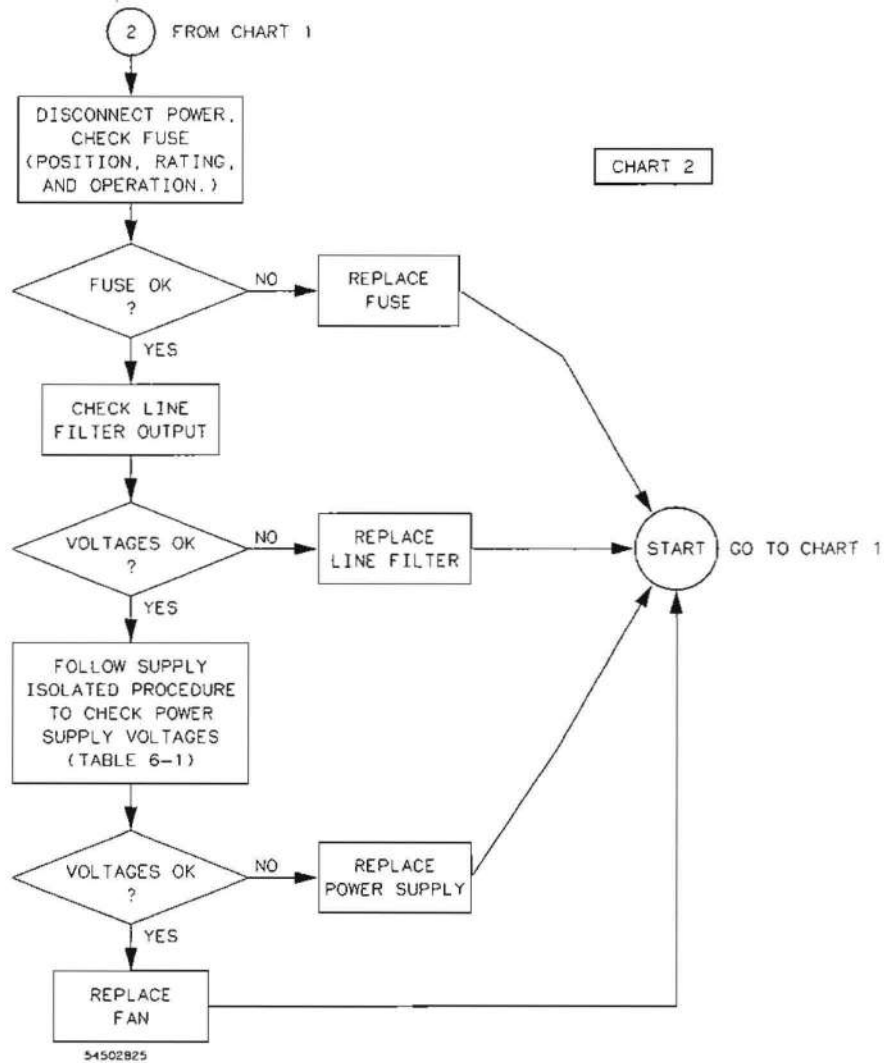 2 FROM CHART 1
DISCONNECT POWER,
CHECK FUSE
(POSITION, RATING,
AND OPERATION.)
CHART 2
FUSE OK
?
NO
REPLACE
FUSE
YES
CHECK LINE
FILTER OUTPUT
VOLTAGES OK
?
NO
REPLACE
LINE FILTER
START GO TO CHART 1
YES
FOLLOW SUPPLY
ISOLATED PROCEDURE
TO CHECK POWER
SUPPLY VOLTAGES
(TABLE 6-1)
VOLTAGES OK
?
NO
REPLACE
POWER SUPPLY
YES
REPLACE
FAN
54502B25